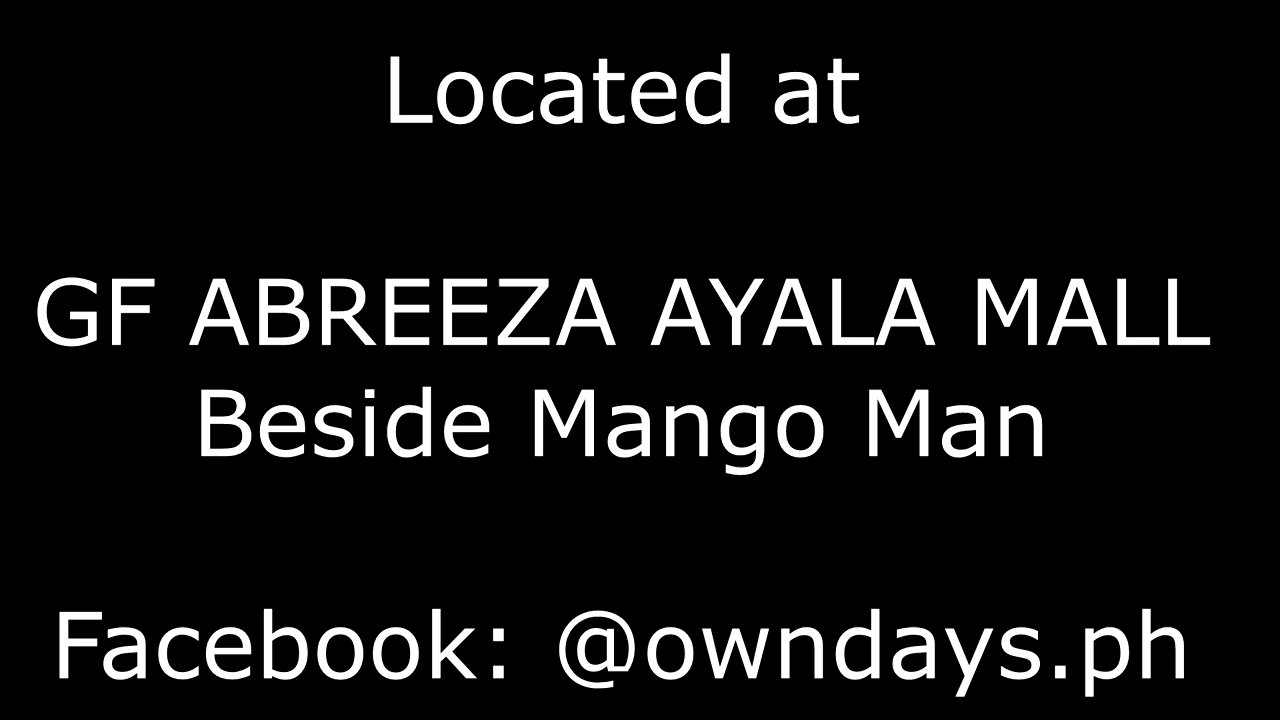 Located at
GF ABREEZA AYALA MALL
Beside Mango Man
Facebook: @owndays.ph